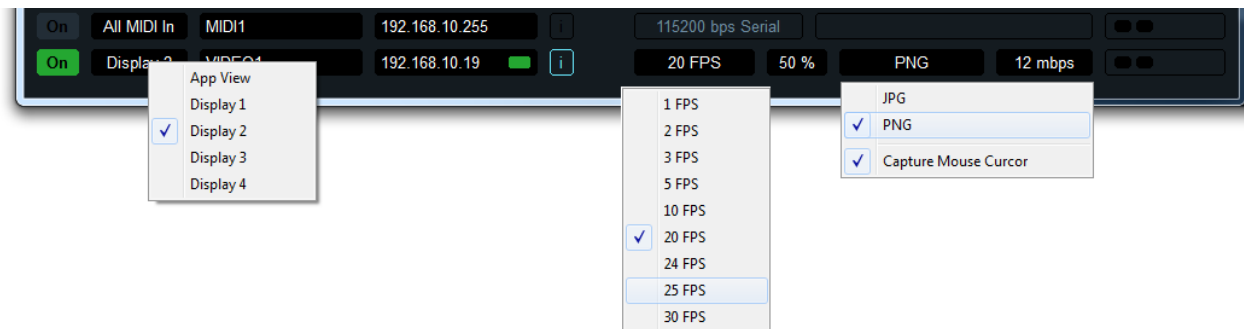 On All MIDI In MIDI1 192.168.10.255 i 115200 bps Serial
On Display 2 VIDEO1 192.168.10.19 i 20 FPS 50 % PNG 12 mbps
App View
Display 1
Display 2
Display 3
Display 4
1 FPS
2 FPS
3 FPS
5 FPS
10 FPS
20 FPS
24 FPS
25 FPS
30 FPS
JPG
PNG
Capture Mouse Curcor